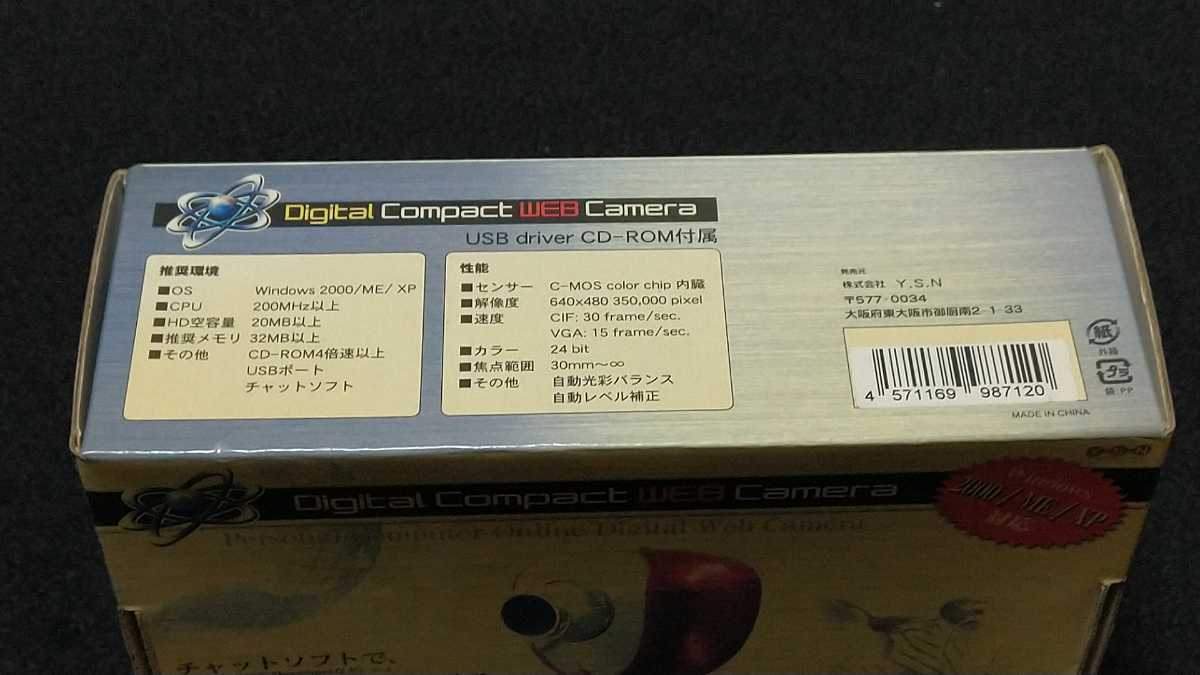 Digital Compact WEB Camera
USB driver CD-ROM付属
推奨環境
■OS Windows 2000/ME/ XP
■CPU 200MHz以上
■HD空容量 20MB以上
■推奨メモリ 32MB以上
■その他 CD-ROM4倍速以上
USBポート
チャットソフト
性能
■センサー C-MOS color chip 内臓
■解像度 640x480 350,000 pixel
■速度 CIF: 30 frame/sec.
VGA: 15 frame/sec.
■カラー 24 bit
■焦点範囲 30mm～∞
■その他 自動光彩バランス
自動レベル補正
発売元
株式会社 Y.S.N
〒577-0034
大阪府東大阪市御厨南2-1-33
4 571169 987120
紙
外箱
プラ
袋:PP
MADE IN CHINA
Digital Compact WEB Camera
Personal Computer Online Digital Web Camera
Windows
2000/ME/XP
対応
チャットソフトで、